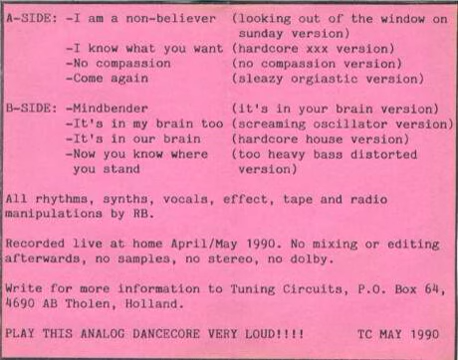 A-SIDE: -I am a non-believer (looking out of the window on
sunday version)
-I know what you want (hardcore xxx version)
-No compassion (no compassion version)
-Come again (sleazy orgiastic version)
B-SIDE: -Mindbender (it's in your brain version)
-It's in my brain too (screaming oscillator version)
-It's in our brain (hardcore house version)
-Now you know where (too heavy bass distorted
you stand version)
All rhythms, synths, vocals, effect, tape and radio
manipulations by RB.
Recorded live at home April/May 1990. No mixing or editing
afterwards, no samples, no stereo, no dolby.
Write for more information to Tuning Circuits, P.O. Box 64,
4690 AB Tholen, Holland.
PLAY THIS ANALOG DANCECORE VERY LOUD!!!! TC MAY 1990